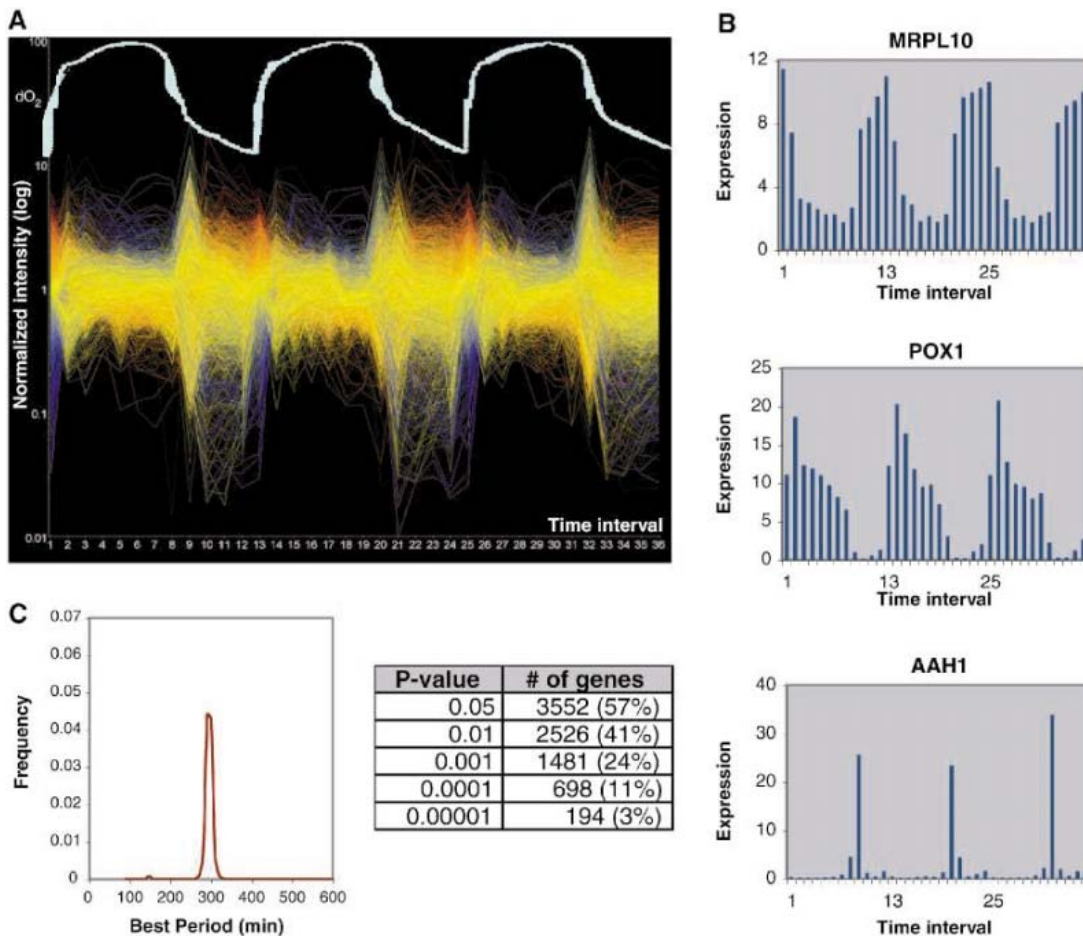 A
100
dO2
10
Normalized intensity (log)
1
0.1
0.01
Time interval
1 2 3 4 5 6 7 8 9 10 11 12 13 14 15 16 17 18 19 20 21 22 23 24 25 26 27 28 29 30 31 32 33 34 35 36
B
MRPL10
12
8
4
0
Expression
1 13 25
Time interval
POX1
25
20
15
10
5
0
Expression
1 13 25
Time interval
AAH1
40
30
20
10
0
Expression
1 13 25
Time interval
C
0.07
0.06
0.05
0.04
0.03
0.02
0.01
0
Frequency
0 100 200 300 400 500 600
Best Period (min)
P-value # of genes
0.05 3552 (57%)
0.01 2526 (41%)
0.001 1481 (24%)
0.0001 698 (11%)
0.00001 194 (3%)